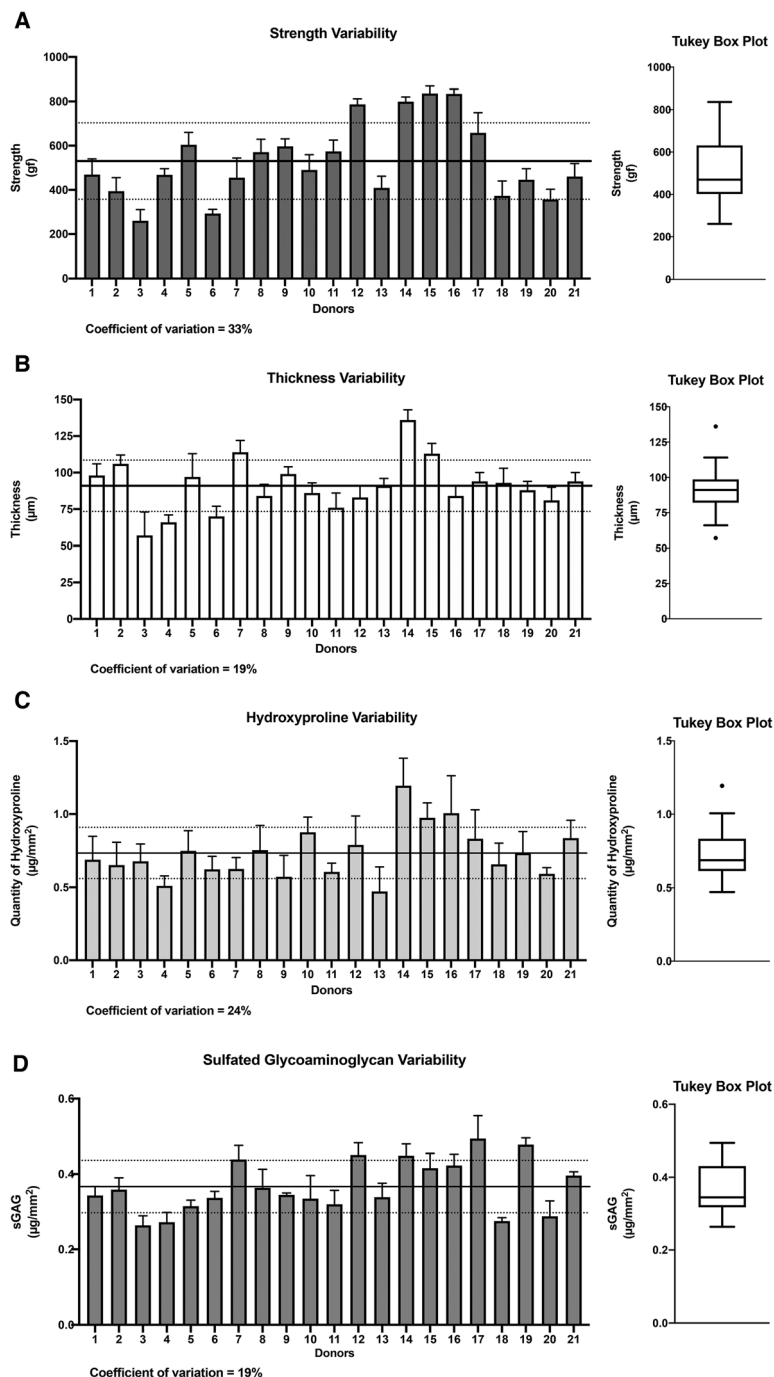 A
Strength Variability
Tukey Box Plot
1000
800
600
400
200
0
Strength
(gf)
1 2 3 4 5 6 7 8 9 10 11 12 13 14 15 16 17 18 19 20 21
Donors
Coefficient of variation = 33%
1000
800
600
400
200
0
Strength
(gf)
B
Thickness Variability
Tukey Box Plot
150
125
100
75
50
25
0
Thickness
(µm)
1 2 3 4 5 6 7 8 9 10 11 12 13 14 15 16 17 18 19 20 21
Donors
Coefficient of variation = 19%
150
125
100
75
50
25
0
Thickness
(µm)
C
Hydroxyproline Variability
Tukey Box Plot
1.5
1.0
0.5
0.0
Quantity of Hydroxyproline
(µg/mm²)
1 2 3 4 5 6 7 8 9 10 11 12 13 14 15 16 17 18 19 20 21
Donors
Coefficient of variation = 24%
1.5
1.0
0.5
0.0
Quantity of Hydroxyproline
(µg/mm²)
D
Sulfated Glycoaminoglycan Variability
Tukey Box Plot
0.6
0.4
0.2
0.0
sGAG
(µg/mm²)
1 2 3 4 5 6 7 8 9 10 11 12 13 14 15 16 17 18 19 20 21
Donors
Coefficient of variation = 19%
0.6
0.4
0.2
0.0
sGAG
(µg/mm²)